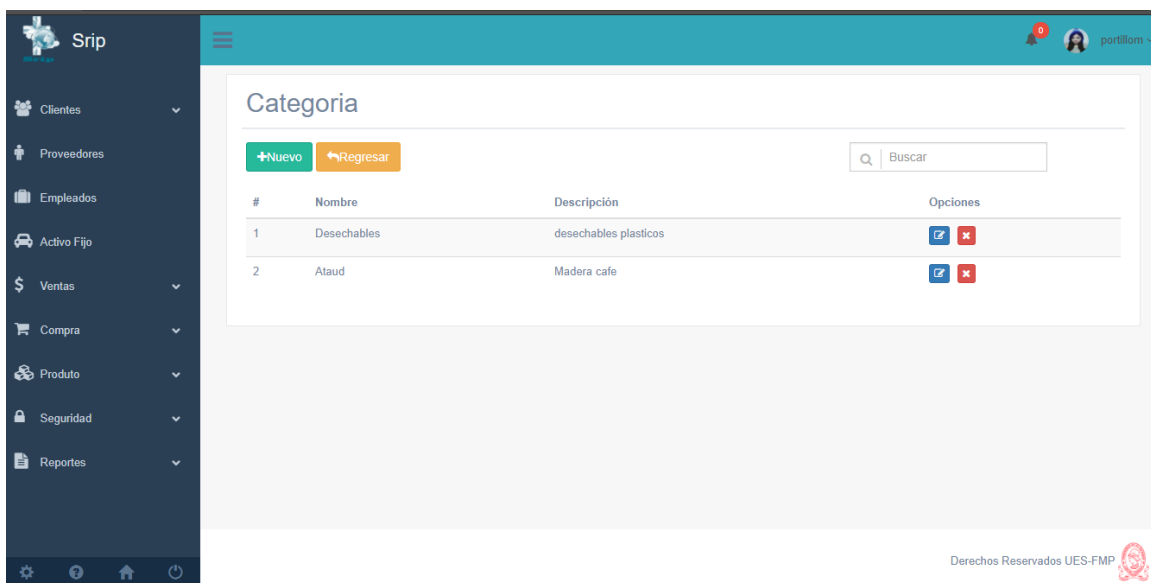 Srip
0
portillom
Clientes
Proveedores
Empleados
Activo Fijo
Ventas
Compra
Produto
Seguridad
Reportes
Categoria
+Nuevo
Regresar
Buscar
# Nombre Descripción Opciones
1 Desechables desechables plasticos
2 Ataud Madera cafe
Derechos Reservados UES-FMP